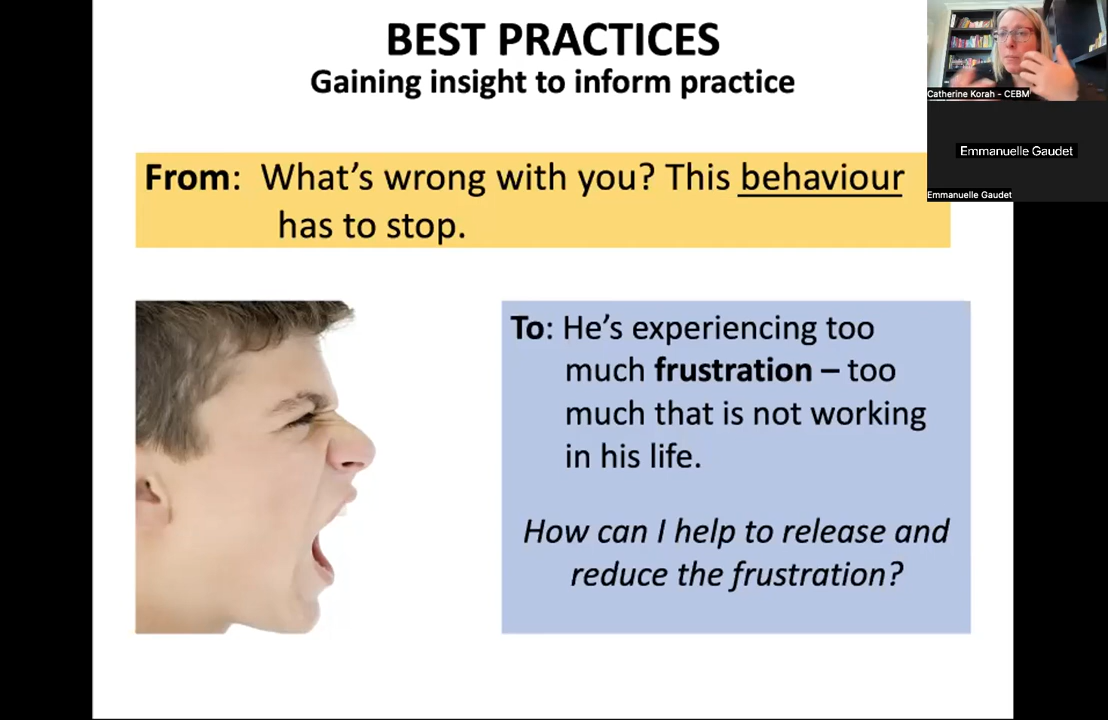 BEST PRACTICES
Gaining insight to inform practice
Catherine Korah - CEBM
Emmanuelle Gaudet
Emmanuelle Gaudet
From:  What's wrong with you? This behaviour
has to stop.
To: He's experiencing too
much frustration – too
much that is not working
in his life.
How can I help to release and
reduce the frustration?